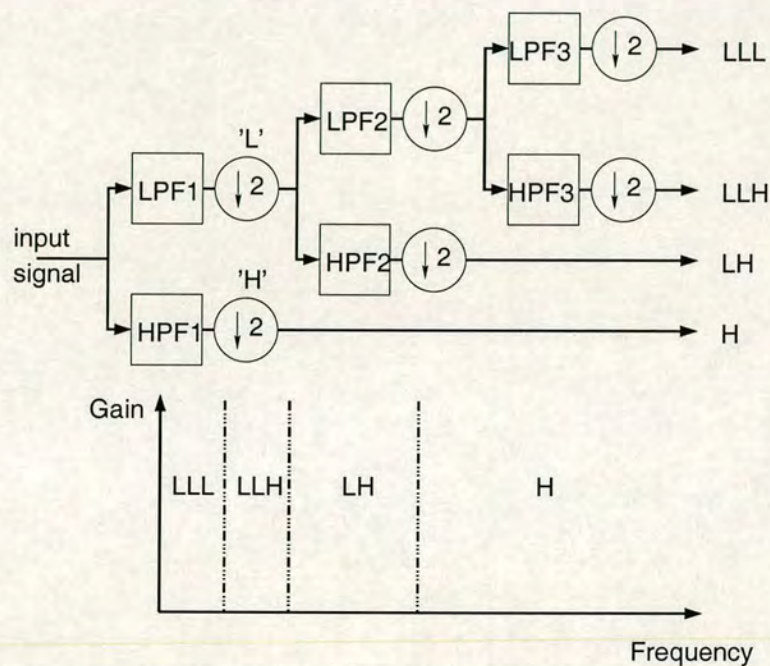 LPF3 ↓ 2 LLL
LPF2 ↓ 2
'L'
LPF1 ↓ 2
HPF3 ↓ 2 LLH
input
signal
HPF2 ↓ 2 LH
'H'
HPF1 ↓ 2 H
Gain
LLL LLH LH H
Frequency